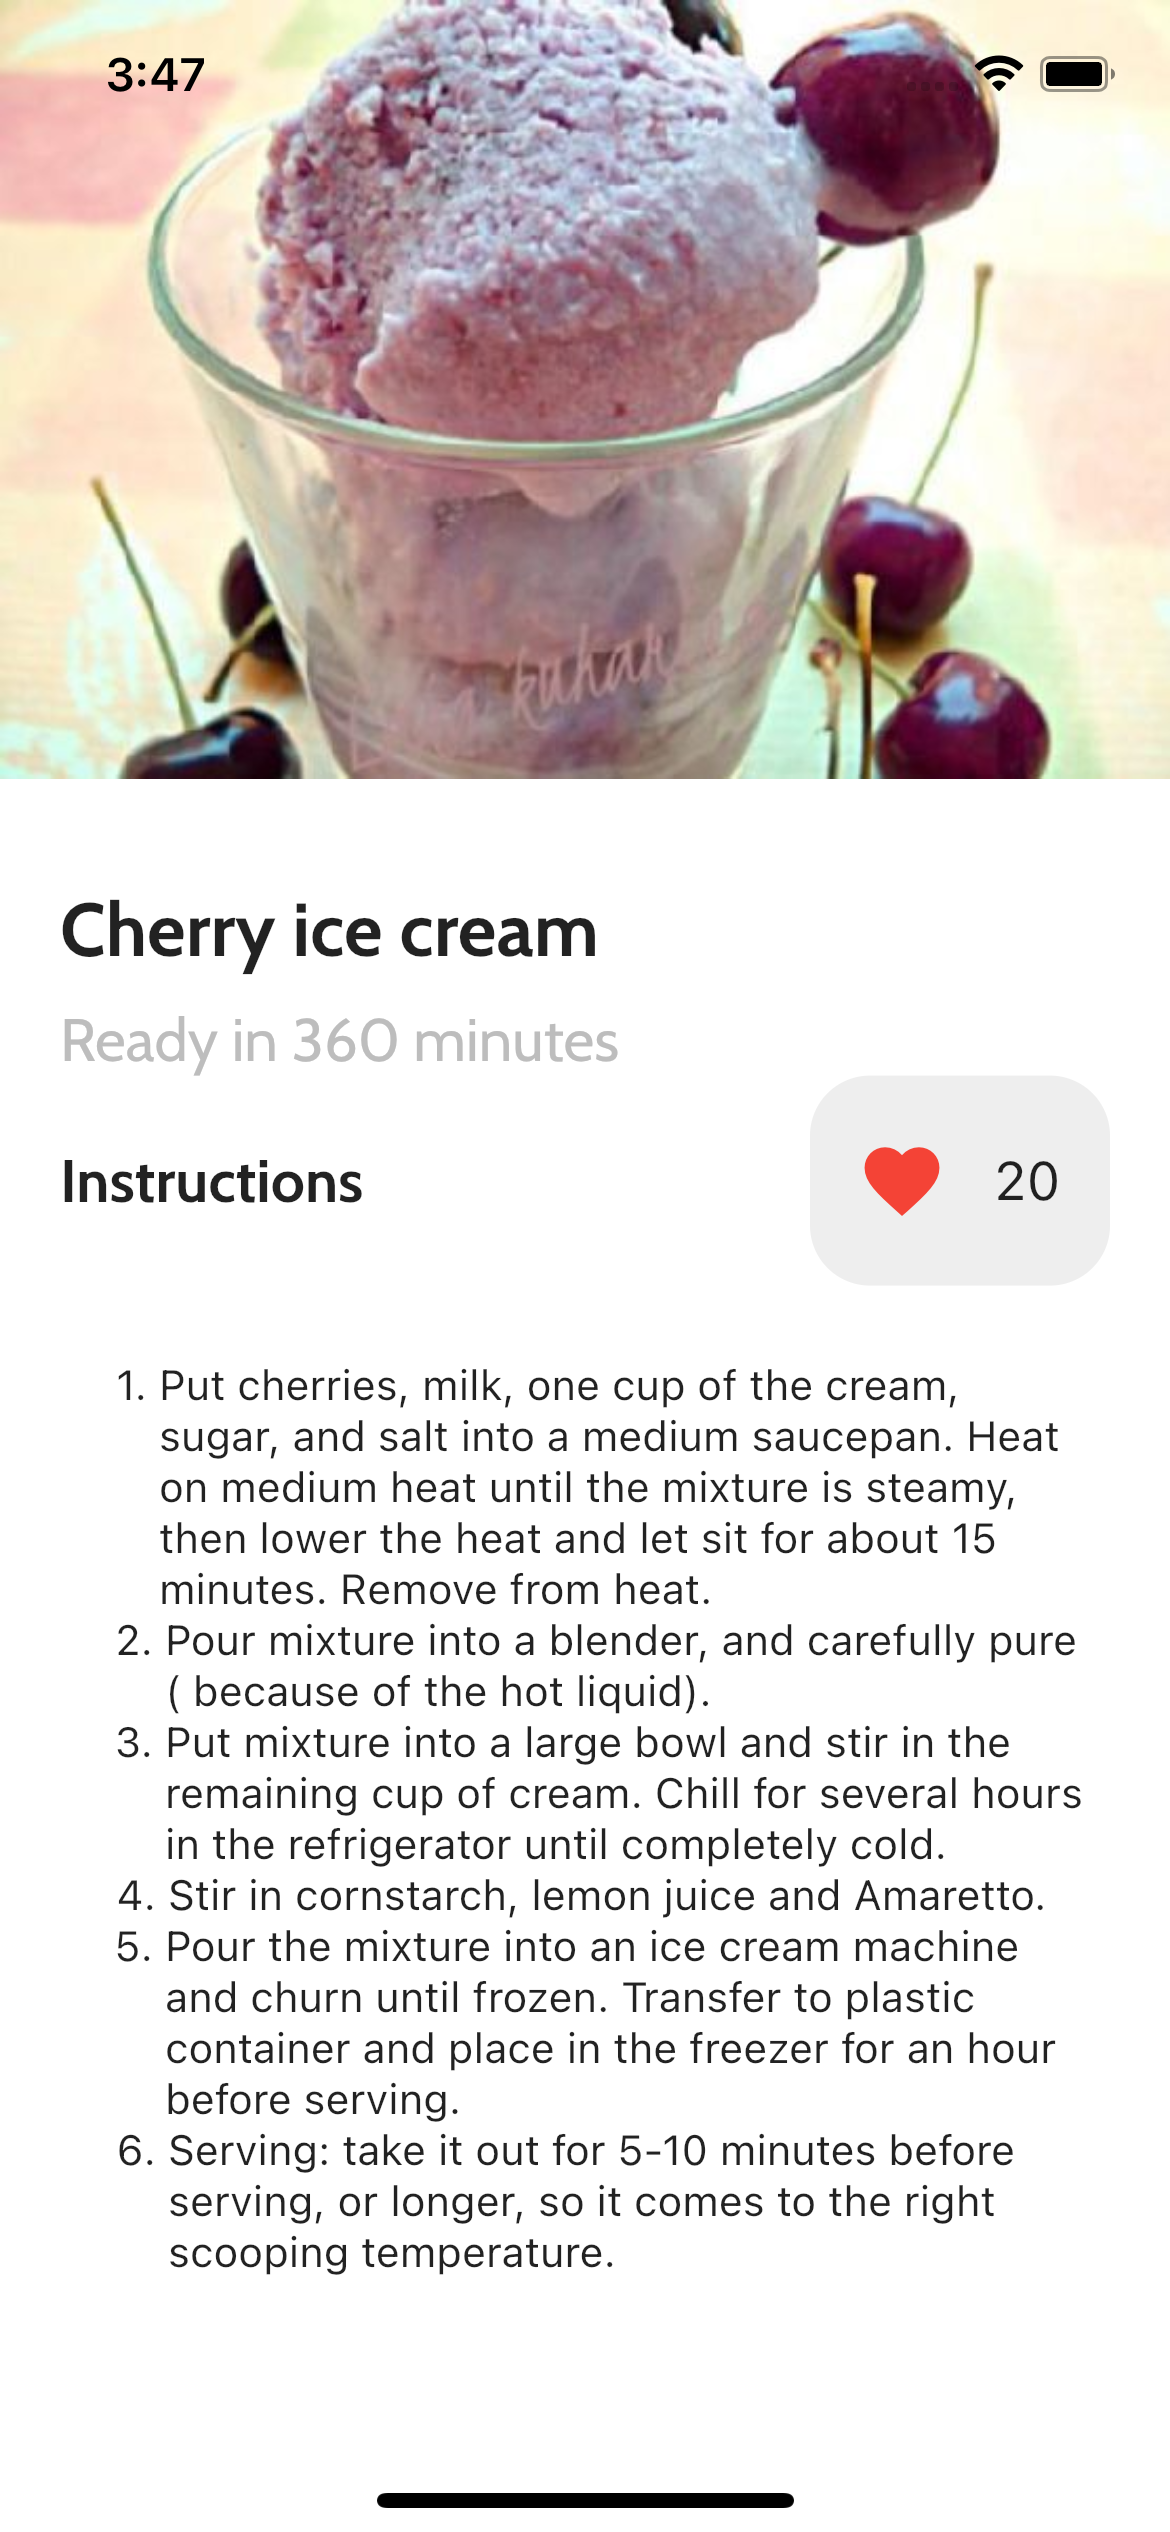 3:47
kuhar
Cherry ice cream
Ready in 360 minutes
Instructions
20
1. Put cherries, milk, one cup of the cream,
sugar, and salt into a medium saucepan. Heat
on medium heat until the mixture is steamy,
then lower the heat and let sit for about 15
minutes. Remove from heat.
2. Pour mixture into a blender, and carefully pure
( because of the hot liquid).
3. Put mixture into a large bowl and stir in the
remaining cup of cream. Chill for several hours
in the refrigerator until completely cold.
4. Stir in cornstarch, lemon juice and Amaretto.
5. Pour the mixture into an ice cream machine
and churn until frozen. Transfer to plastic
container and place in the freezer for an hour
before serving.
6. Serving: take it out for 5-10 minutes before
serving, or longer, so it comes to the right
scooping temperature.